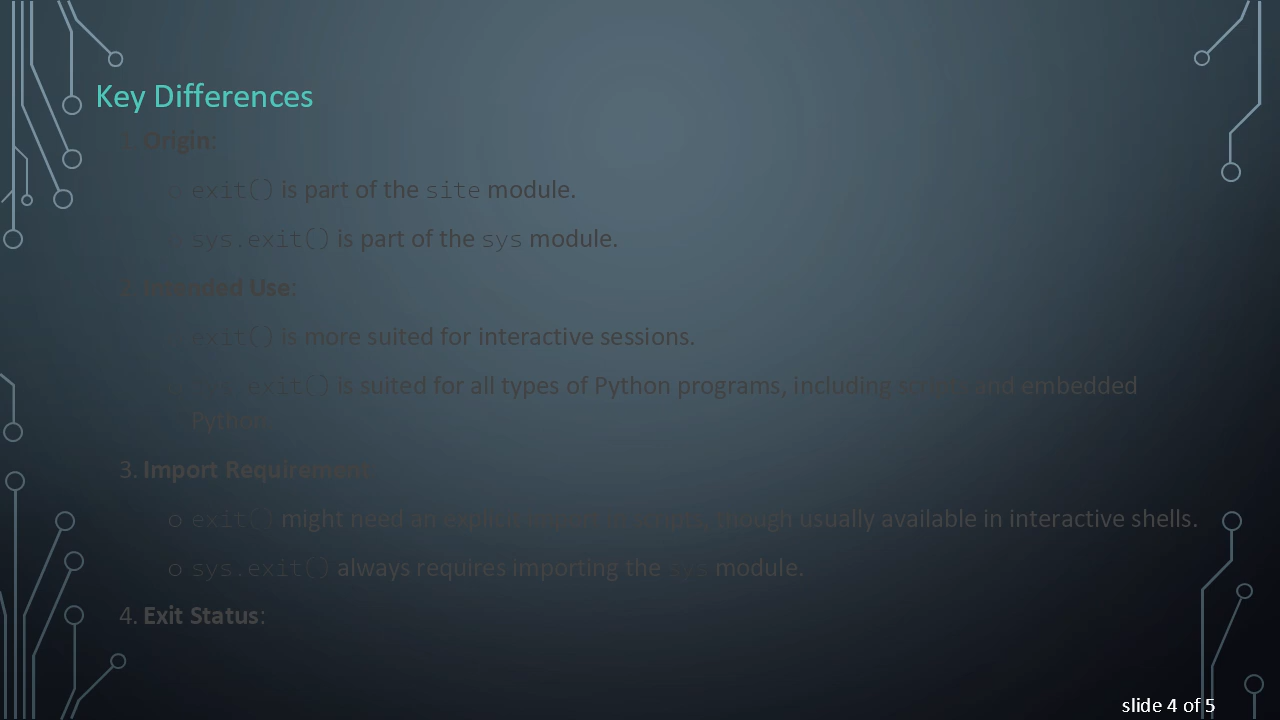 Key Differences
1. Origin:
o exit() is part of the site module.
o sys.exit() is part of the sys module.
2. Intended Use:
exit() is more suited for interactive sessions.
o sys.exit() is suited for all types of Python programs, including scripts and embedded
Python.
3. Import Requirement:
o exit() might need an explicit import in scripts, though usually available in interactive shells.
o sys.exit() always requires importing the sys module.
4. Exit Status:
slide 4 of 5